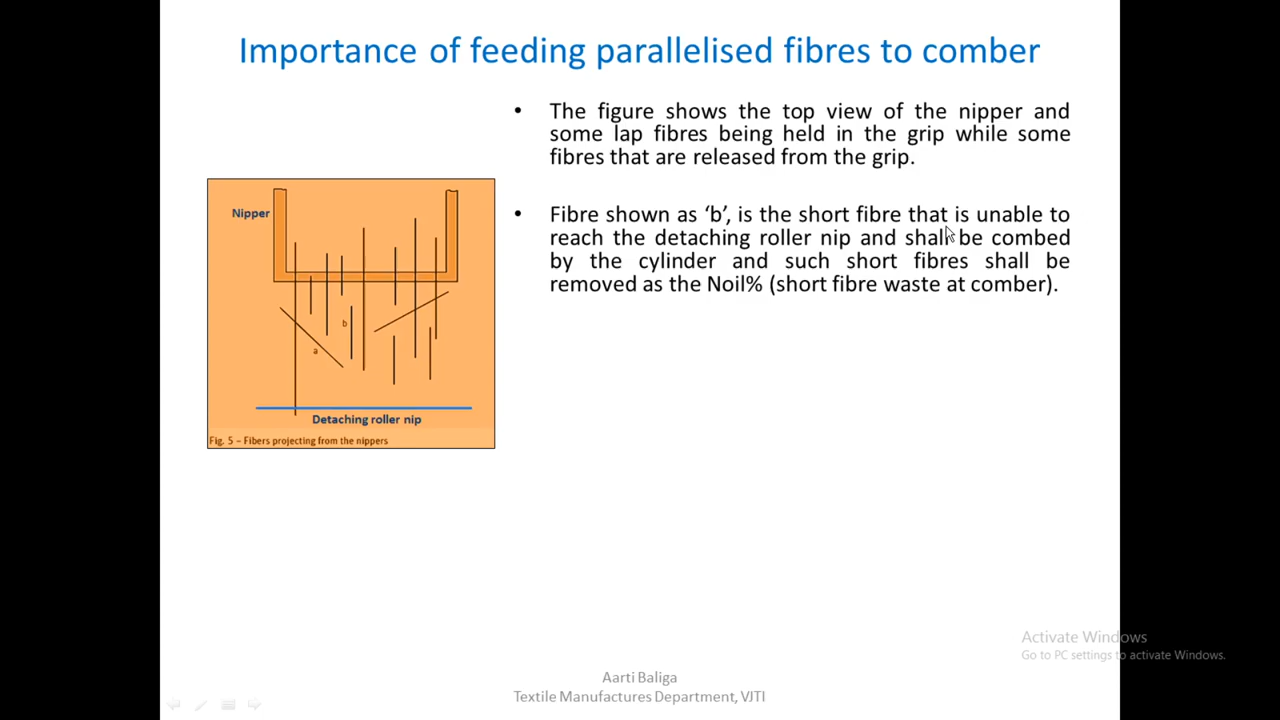 Importance of feeding parallelised fibres to comber
• The figure shows the top view of the nipper and
some lap fibres being held in the grip while some
fibres that are released from the grip.
• Fibre shown as ‘b’, is the short fibre that is unable to
reach the detaching roller nip and shall be combed
by the cylinder and such short fibres shall be
removed as the Noil% (short fibre waste at comber).
Nipper
b
a
Detaching roller nip
Fig. 5 – Fibers projecting from the nippers
Activate Windows
Go to PC settings to activate Windows.
Aarti Baliga
Textile Manufactures Department, VJTI